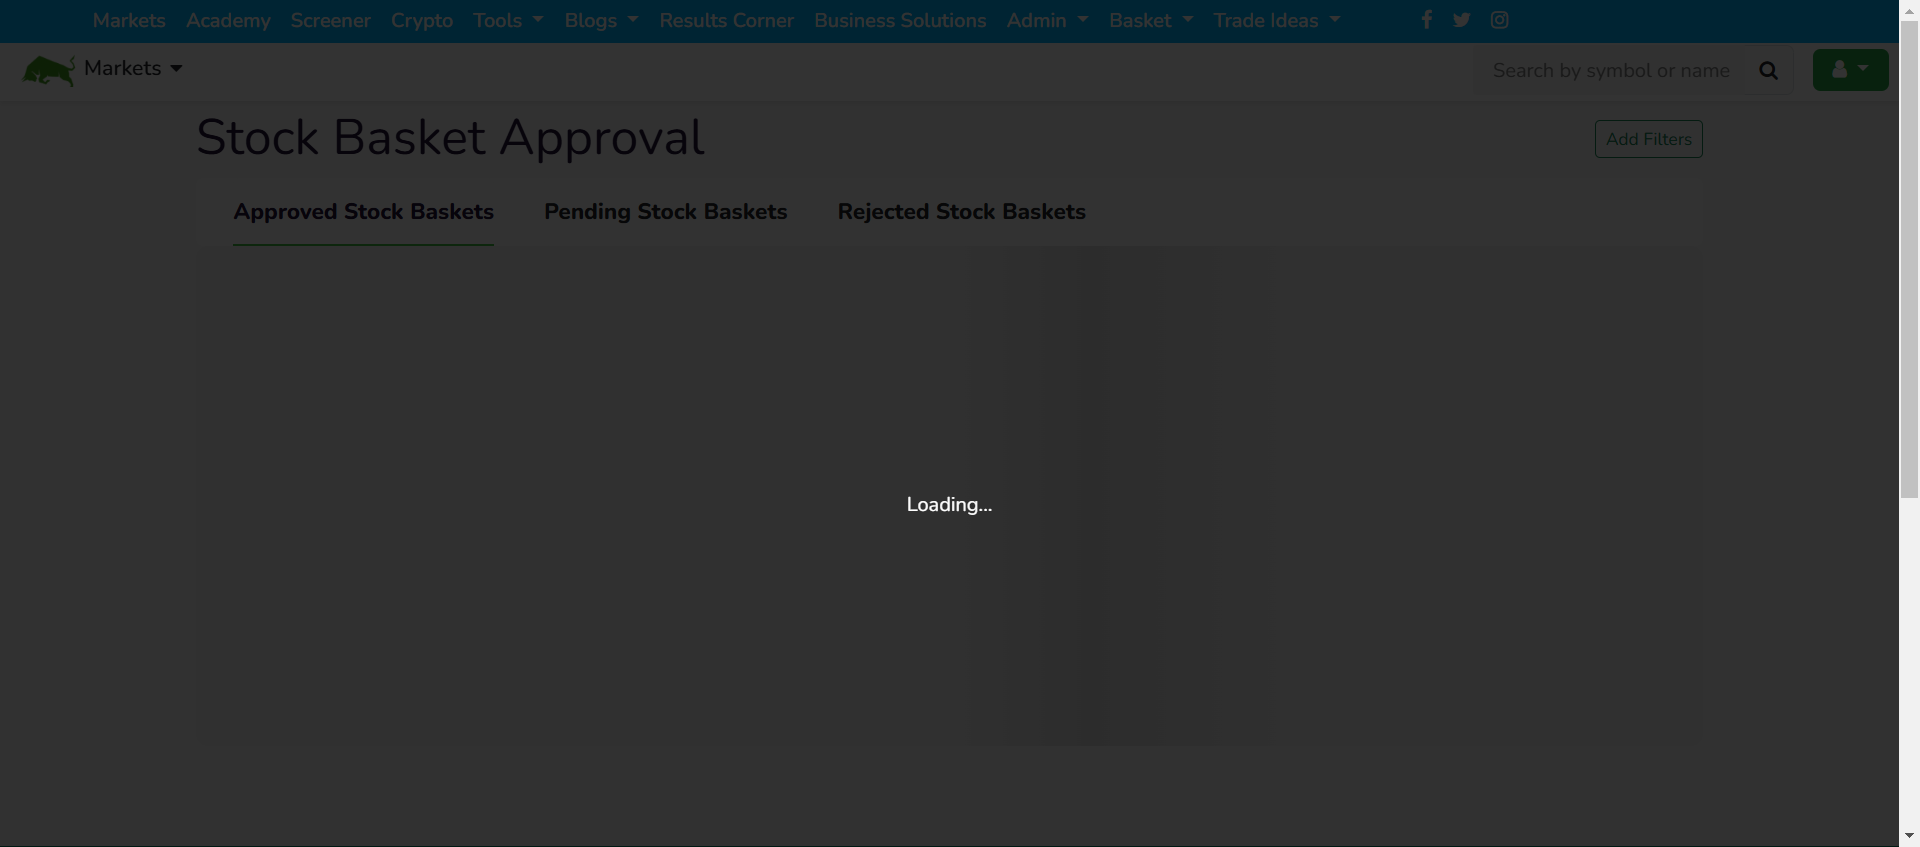 Markets Academy Screener Crypto Tools Blogs Results Corner Business Solutions Admin Basket Trade Ideas
Markets Search by symbol or name
Stock Basket Approval Add Filters
Approved Stock Baskets Pending Stock Baskets Rejected Stock Baskets
Loading...